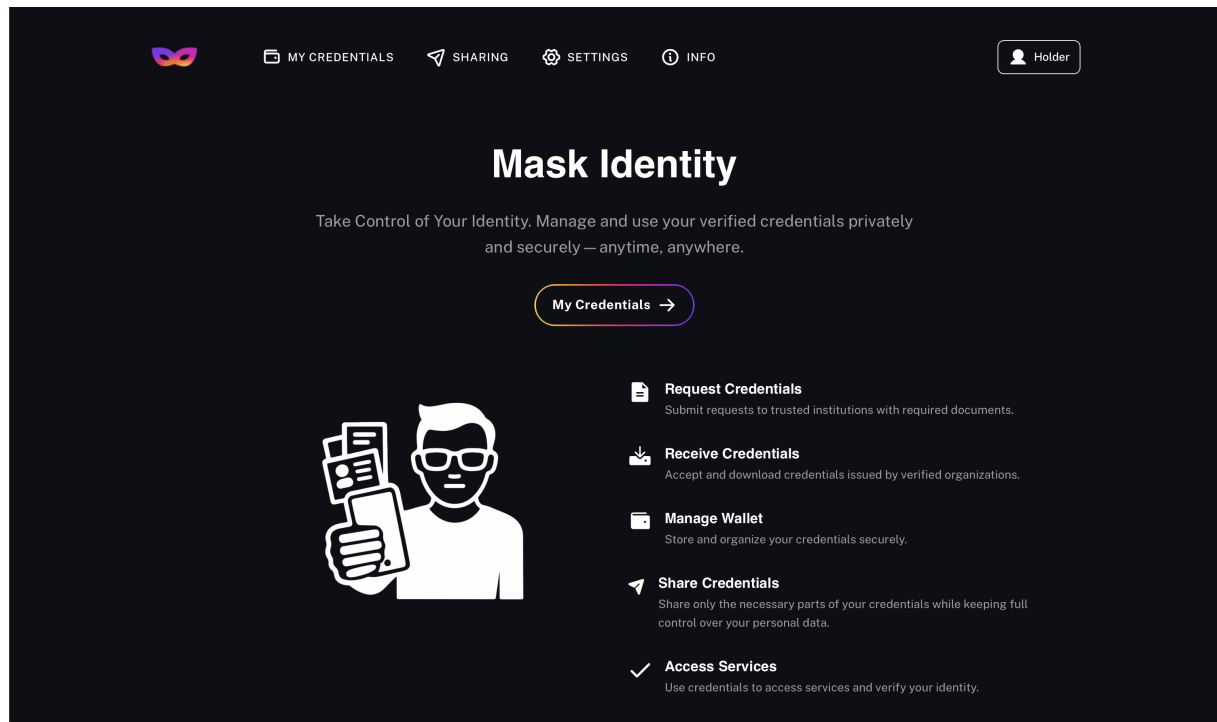 MY CREDENTIALS
SHARING
SETTINGS
INFO
Holder
Mask Identity
Take Control of Your Identity. Manage and use your verified credentials privately
and securely — anytime, anywhere.
My Credentials
Request Credentials
Submit requests to trusted institutions with required documents.
Receive Credentials
Accept and download credentials issued by verified organizations.
Manage Wallet
Store and organize your credentials securely.
Share Credentials
Share only the necessary parts of your credentials while keeping full
control over your personal data.
Access Services
Use credentials to access services and verify your identity.